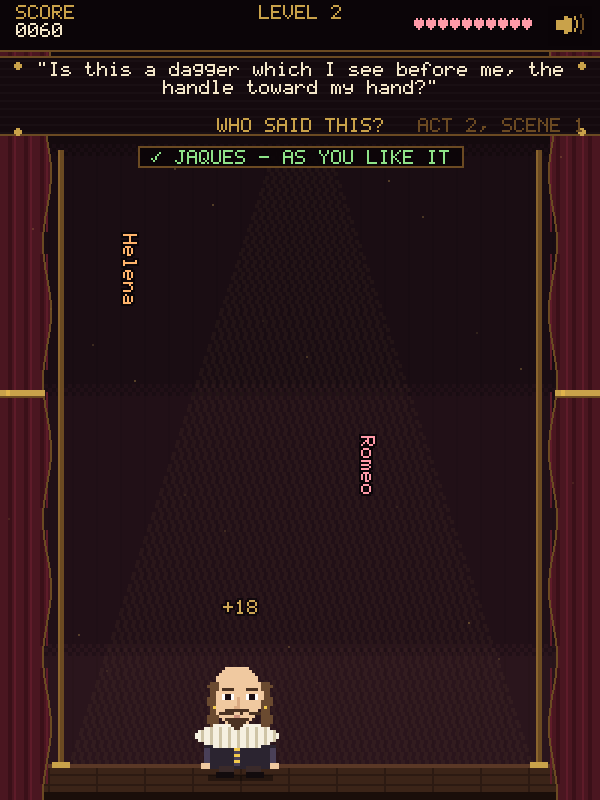 SCORE
0060
LEVEL 2
"Is this a dagger which I see before me, the
handle toward my hand?"
WHO SAID THIS?
ACT 2, SCENE 1
✓ JAQUES — AS YOU LIKE IT
Helena
Romeo
+18